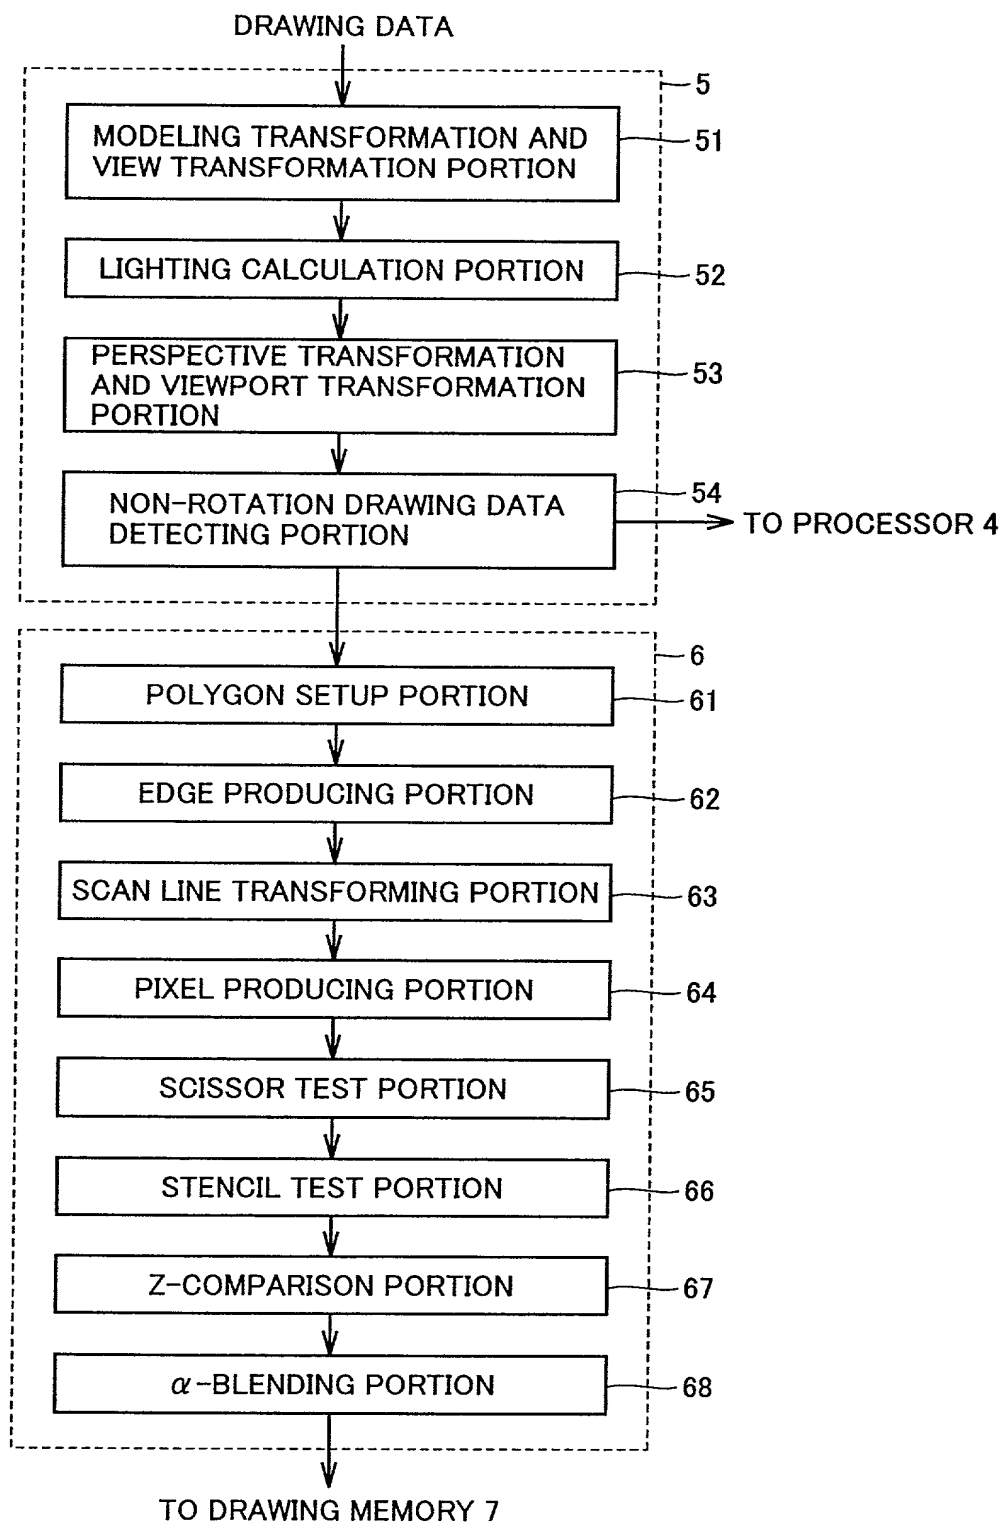 DRAWING DATA
5
MODELING TRANSFORMATION AND
VIEW TRANSFORMATION PORTION
51
LIGHTING CALCULATION PORTION
52
PERSPECTIVE TRANSFORMATION
AND VIEWPORT TRANSFORMATION
PORTION
53
NON-ROTATION DRAWING DATA
DETECTING PORTION
54
TO PROCESSOR 4
6
POLYGON SETUP PORTION
61
EDGE PRODUCING PORTION
62
SCAN LINE TRANSFORMING PORTION
63
PIXEL PRODUCING PORTION
64
SCISSOR TEST PORTION
65
STENCIL TEST PORTION
66
Z-COMPARISON PORTION
67
α-BLENDING PORTION
68
TO DRAWING MEMORY 7